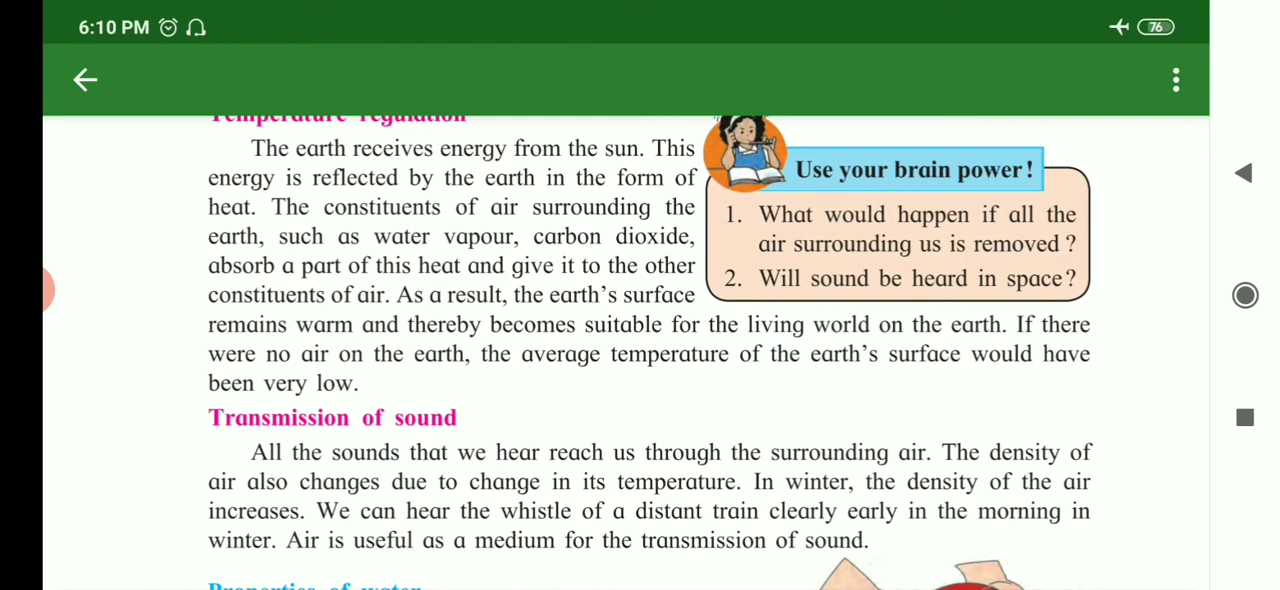 6:10 PM
76
Temperature regulation
The earth receives energy from the sun. This
energy is reflected by the earth in the form of
heat. The constituents of air surrounding the
earth, such as water vapour, carbon dioxide,
absorb a part of this heat and give it to the other
constituents of air. As a result, the earth's surface
remains warm and thereby becomes suitable for the living world on the earth. If there
were no air on the earth, the average temperature of the earth's surface would have
been very low.
Use your brain power!
1. What would happen if all the
air surrounding us is removed ?
2. Will sound be heard in space?
Transmission of sound
All the sounds that we hear reach us through the surrounding air. The density of
air also changes due to change in its temperature. In winter, the density of the air
increases. We can hear the whistle of a distant train clearly early in the morning in
winter. Air is useful as a medium for the transmission of sound.
Properties of water